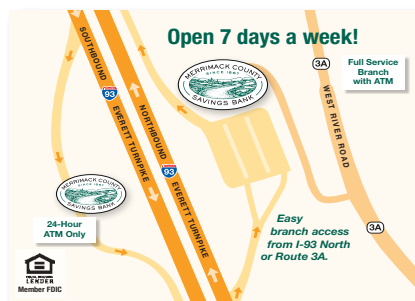 Open 7 days a week!
SOUTHBOUND
93
EVERETT TURNPIKE
NORTHBOUND
93
EVERETT TURNPIKE
MERRIMACK COUNTY
SINCE 1867
SAVINGS BANK
3A
Full Service
Branch
with ATM
WEST RIVER ROAD
3A
MERRIMACK COUNTY
SINCE 1867
SAVINGS BANK
24-Hour
ATM Only
Easy
branch access
from I-93 North
or Route 3A.
EQUAL HOUSING
LENDER
Member FDIC